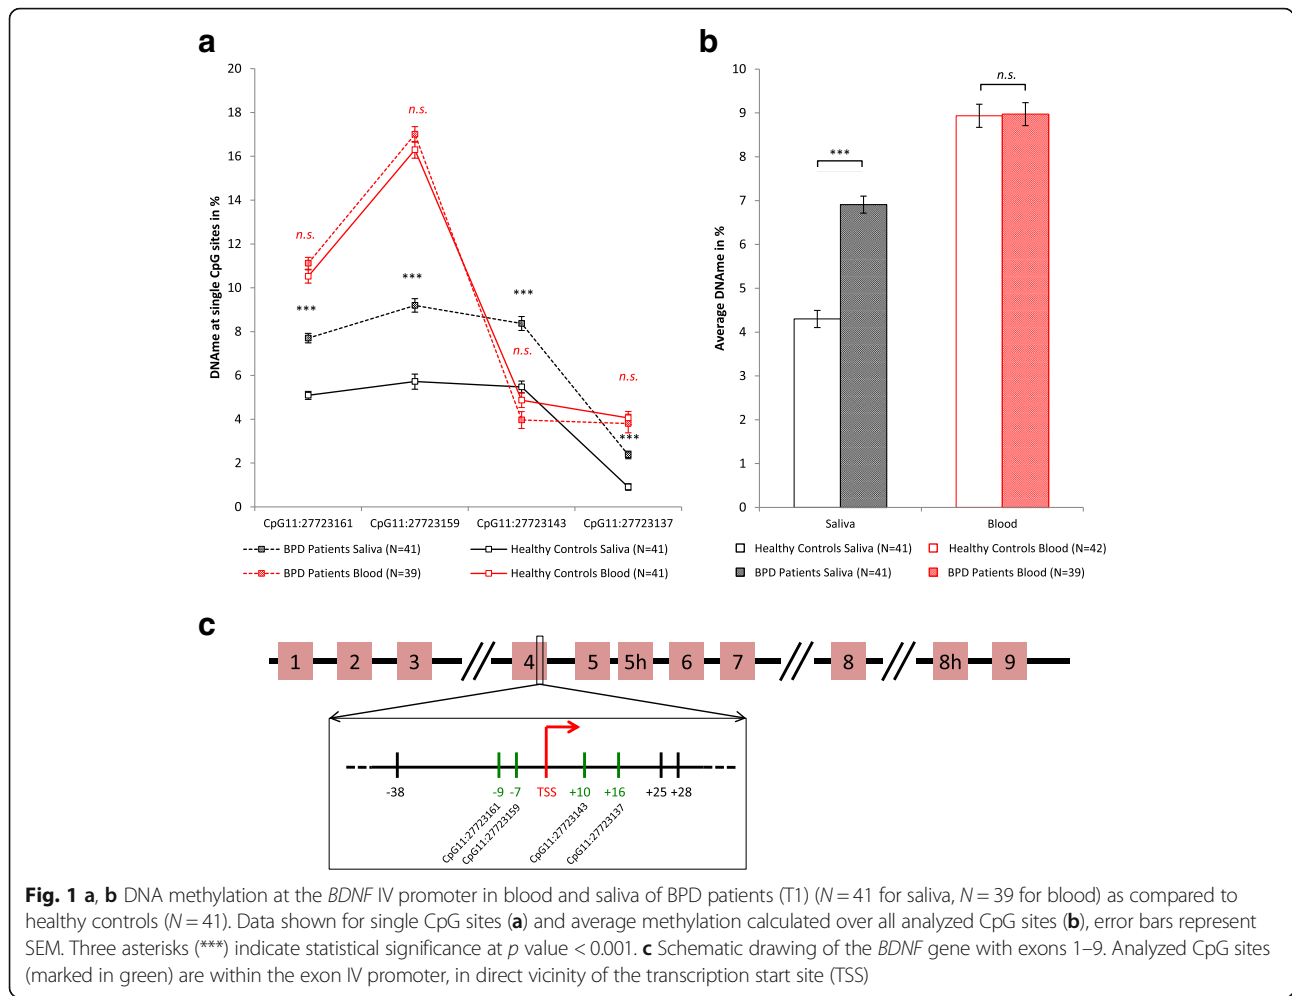 a
20
18
16
14
12
10
8
6
4
2
0
DNAme at single CpG sites in %
n.s.
n.s.
***
***
***
n.s.
n.s.
***
CpG11:27723161 CpG11:27723159 CpG11:27723143 CpG11:27723137
BPD Patients Saliva (N=41) Healthy Controls Saliva (N=41)
BPD Patients Blood (N=39) Healthy Controls Blood (N=41)
b
10
9
8
7
6
5
4
3
2
1
0
Average DNAme in %
n.s.
***
Saliva Blood
Healthy Controls Saliva (N=41) Healthy Controls Blood (N=42)
BPD Patients Saliva (N=41) BPD Patients Blood (N=39)
c
1 2 3 4 5 5h 6 7 8 8h 9
-38 -9 -7 TSS +10 +16 +25 +28
CpG11:27723161
CpG11:27723159
CpG11:27723143
CpG11:27723137
Fig. 1 a, b DNA methylation at the BDNF IV promoter in blood and saliva of BPD patients (T1) (N = 41 for saliva, N = 39 for blood) as compared to
healthy controls (N = 41). Data shown for single CpG sites (a) and average methylation calculated over all analyzed CpG sites (b), error bars represent
SEM. Three asterisks (***) indicate statistical significance at p value < 0.001. c Schematic drawing of the BDNF gene with exons 1–9. Analyzed CpG sites
(marked in green) are within the exon IV promoter, in direct vicinity of the transcription start site (TSS)